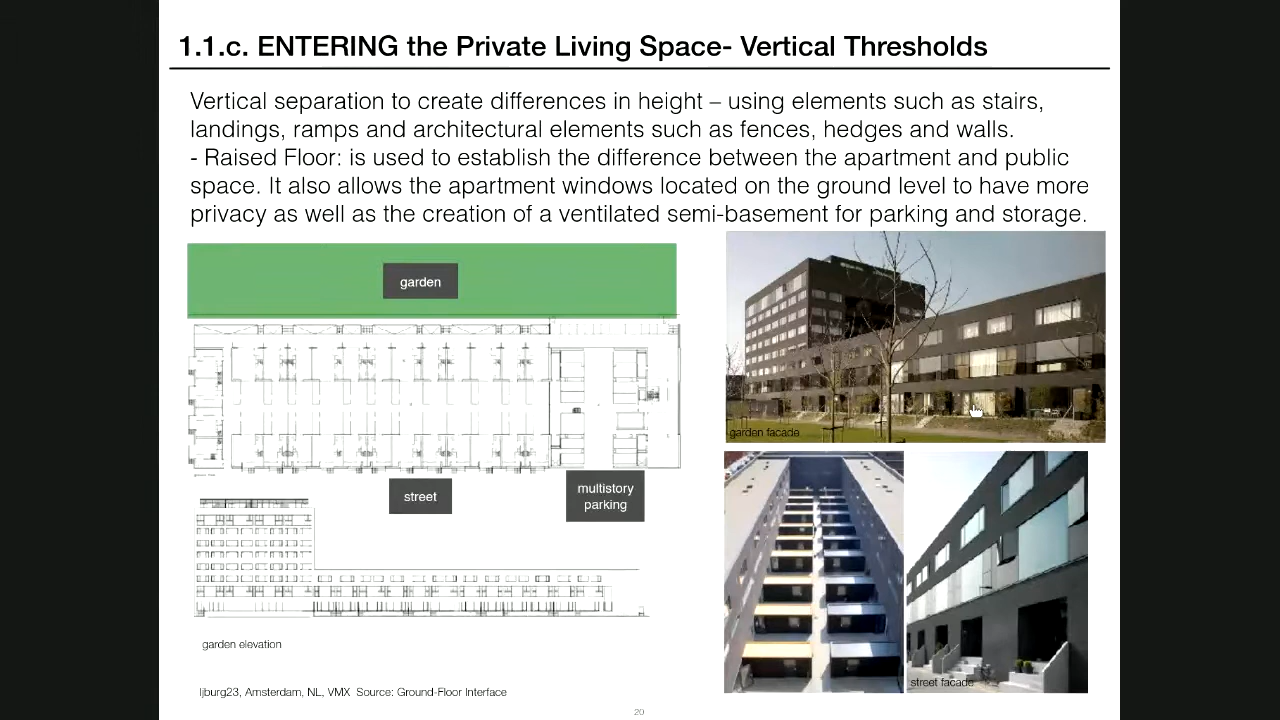 1.1.c. ENTERING the Private Living Space- Vertical Thresholds
Vertical separation to create differences in height – using elements such as stairs,
landings, ramps and architectural elements such as fences, hedges and walls.
- Raised Floor: is used to establish the difference between the apartment and public
space. It also allows the apartment windows located on the ground level to have more
privacy as well as the creation of a ventilated semi-basement for parking and storage.
garden
garden facade
street
multistory
parking
garden elevation
street facade
Ijburg23, Amsterdam, NL, VMX Source: Ground-Floor Interface
20